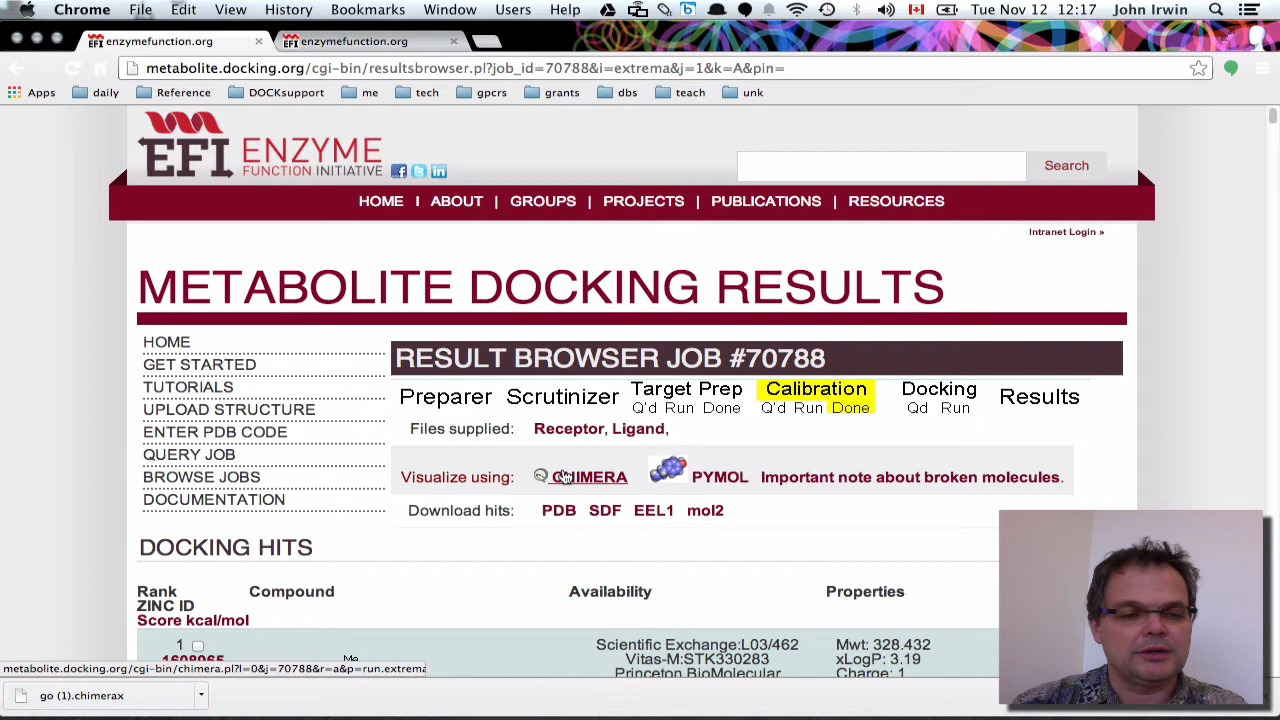 Chrome File Edit View History Bookmarks Window Users Help Tue Nov 12 12:17 John Irwin
enzymefunction.org enzymefunction.org
metabolite.docking.org/cgi-bin/resultsbrowser.pl?job_id=70788&i=extrema&j=1&k=A&pin=
Apps daily Reference DOCKsupport me tech gpcrs grants dbs teach unk
EFI ENZYME
FUNCTION INITIATIVE
Search
HOME | ABOUT | GROUPS | PROJECTS | PUBLICATIONS | RESOURCES
Intranet Login »
METABOLITE DOCKING RESULTS
HOME
GET STARTED
TUTORIALS
UPLOAD STRUCTURE
ENTER PDB CODE
QUERY JOB
BROWSE JOBS
DOCUMENTATION
RESULT BROWSER JOB #70788
Preparer Scrutinizer Target Prep Calibration Docking Results
Q'd Run Done Q'd Run Done Qd Run
Files supplied: Receptor, Ligand,
Visualize using: CHIMERA PYMOL Important note about broken molecules.
Download hits: PDB SDF EEL1 mol2
DOCKING HITS
Rank Compound Availability Properties
ZINC ID
Score kcal/mol
1 Scientific Exchange:L03/462 Mwt: 328.432
1608965 Me Vitas-M:STK330283 xLogP: 3.19
Princeton BioMolecular Charge: 1
metabolite.docking.org/cgi-bin/chimera.pl?l=0&j=70788&r=a&p=run.extrema
go (1).chimerax